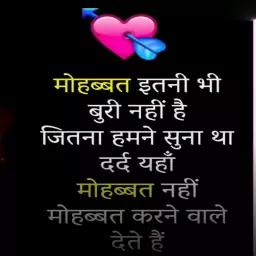 मोहब्बत इतनी भी
बुरी नहीं है
जितना हमने सुना था
दर्द यहाँ
मोहब्बत नहीं
मोहब्बत करने वाले
देते हैं